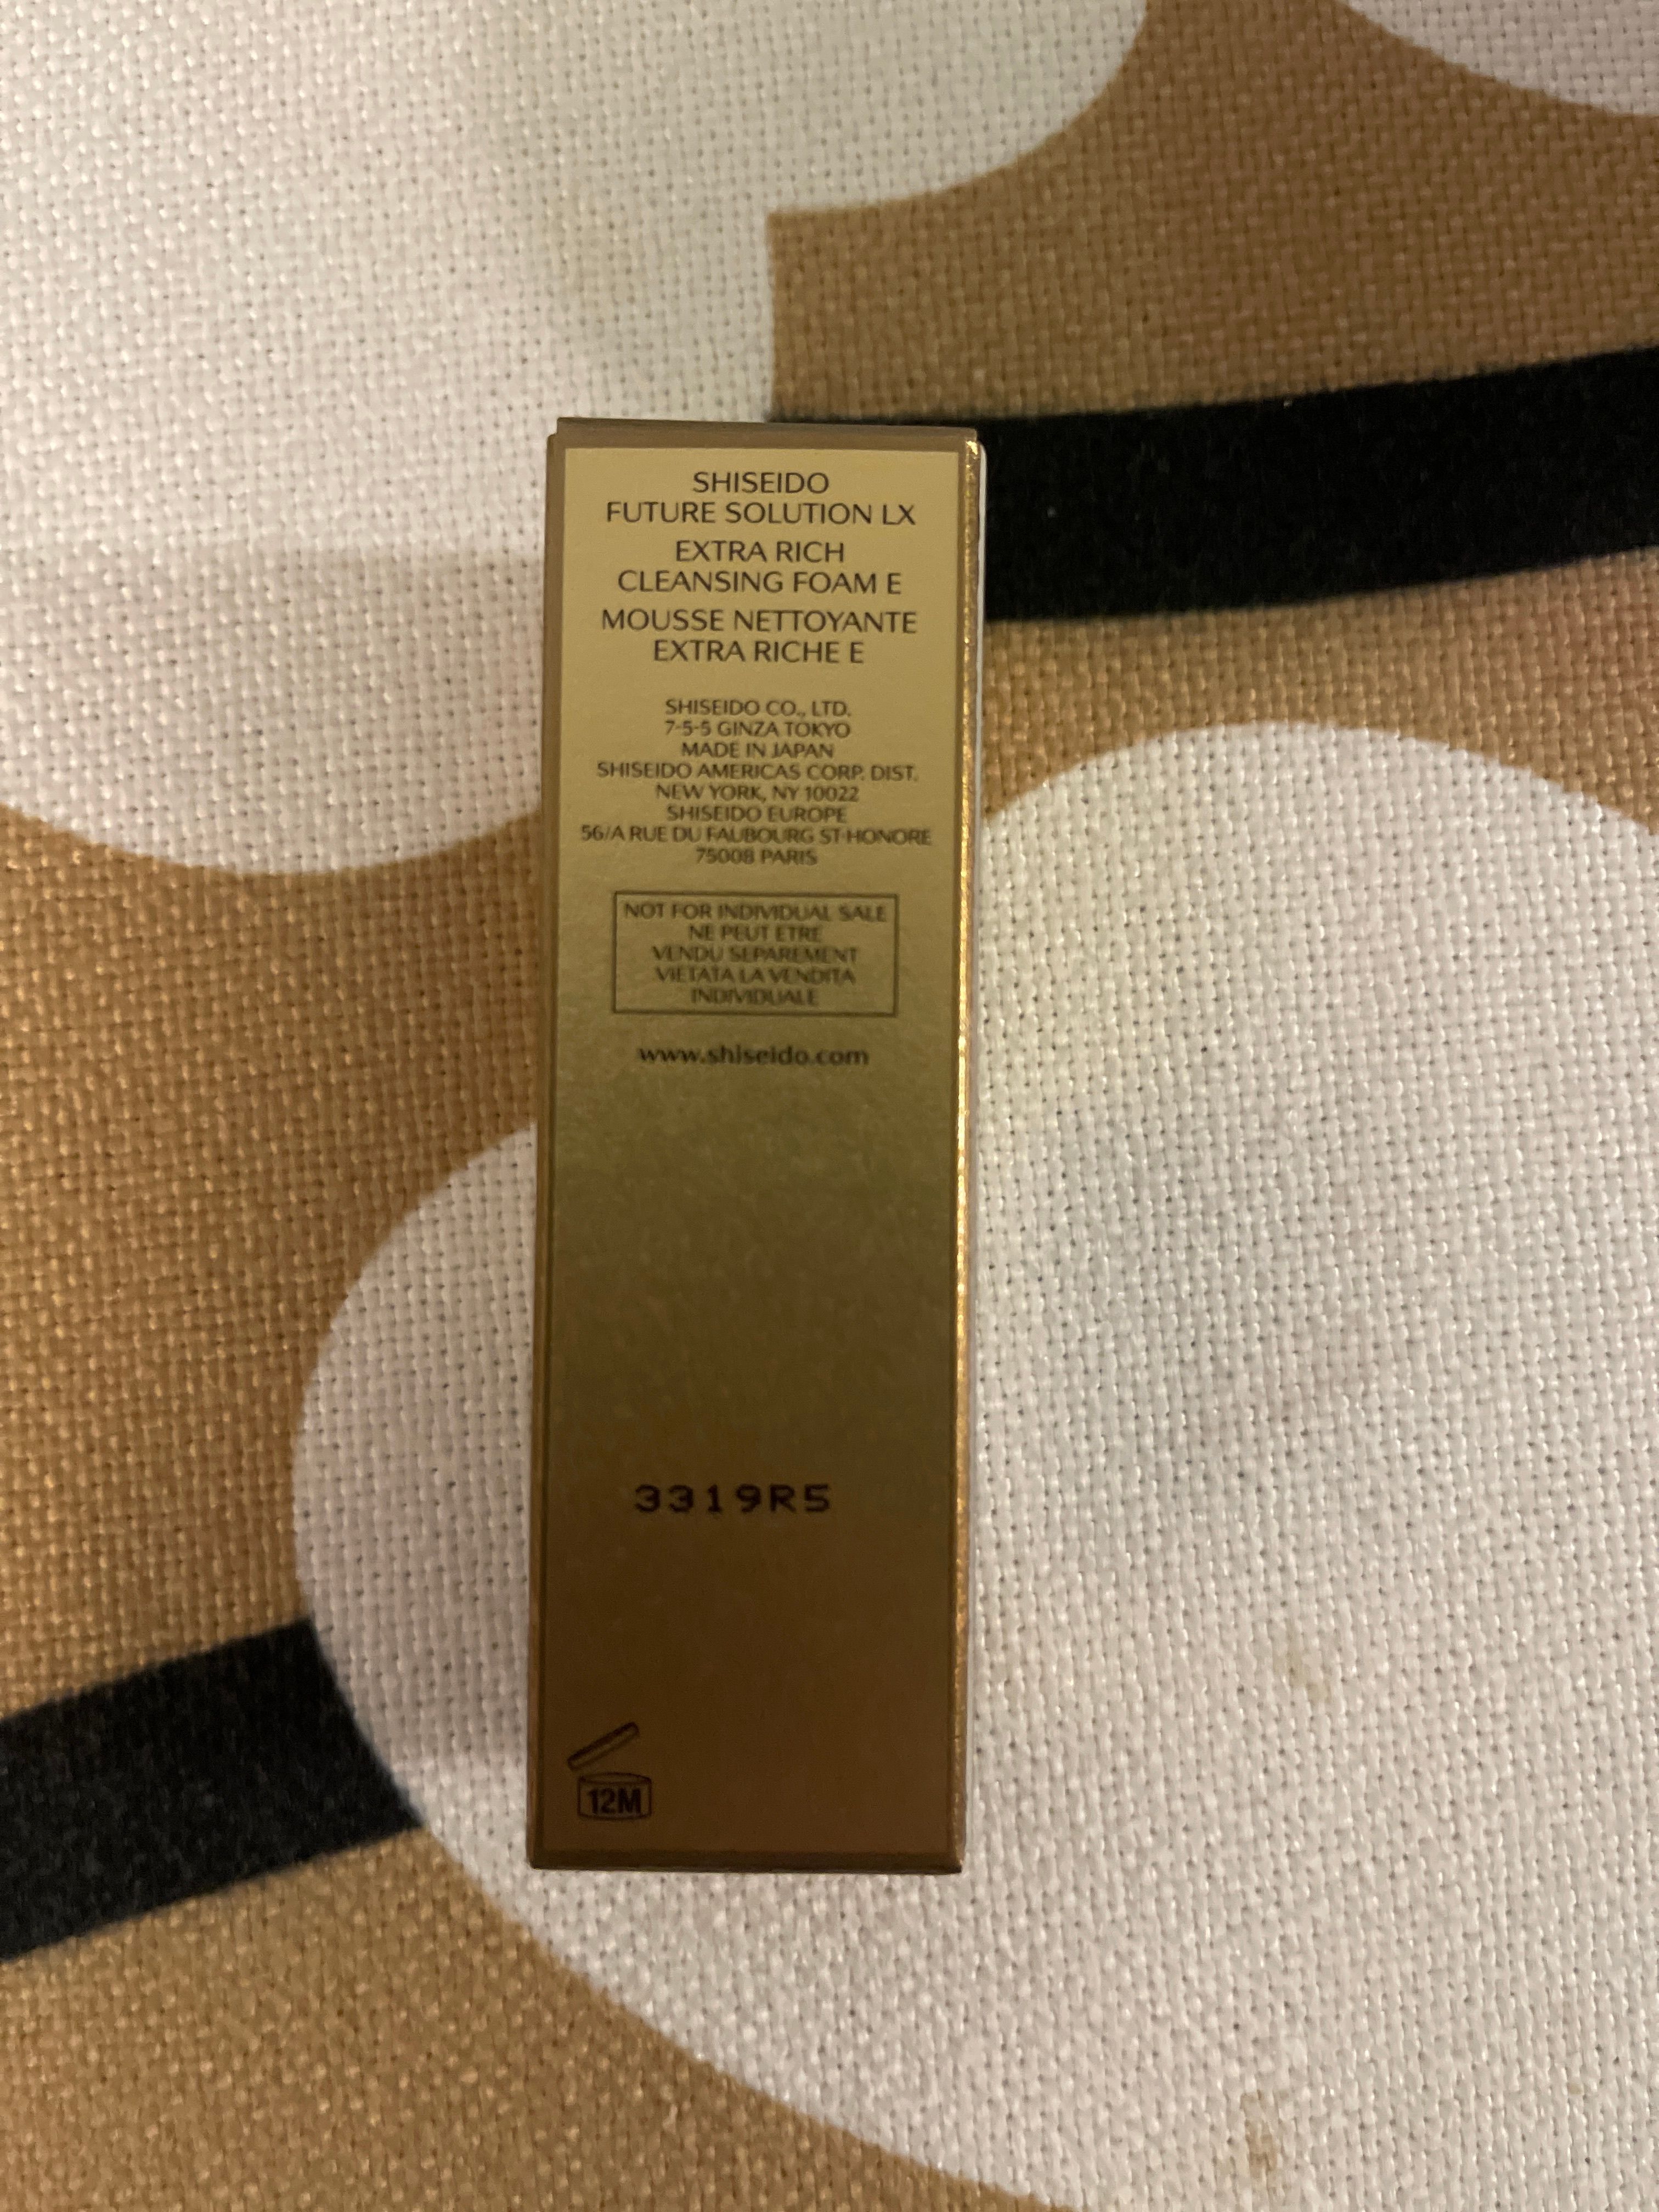 SHISEIDO
FUTURE SOLUTION LX
EXTRA RICH
CLEANSING FOAM E
MOUSSE NETTOYANTE
EXTRA RICHE E
SHISEIDO CO., LTD.
7-5-5 GINZA TOKYO
MADE IN JAPAN
SHISEIDO AMERICAS CORP. DIST.
NEW YORK, NY 10022
SHISEIDO EUROPE
56/A RUE DU FAUBOURG ST-HONORE
75008 PARIS
NOT FOR INDIVIDUAL SALE
NE PEUT ETRE
VENDU SEPAREMENT
VIETATA LA VENDITA
INDIVIDUALE
www.shiseido.com
3319R5
12M